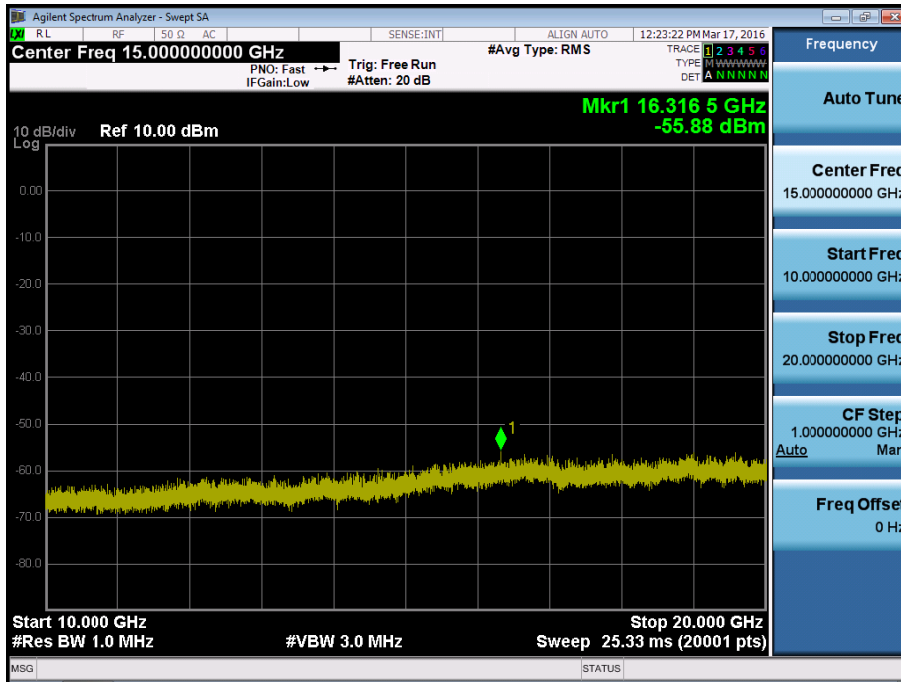 Agilent Spectrum Analyzer - Swept SA
LXI RL RF 50 Ω AC SENSE:INT ALIGN AUTO 12:23:22 PM Mar 17, 2016
Center Freq 15.000000000 GHz
PNO: Fast
IFGain:Low
Trig: Free Run
#Atten: 20 dB
#Avg Type: RMS
TRACE 1 2 3 4 5 6
TYPE M WWWWW
DET A N N N N N
Mkr1 16.316 5 GHz
-55.88 dBm
10 dB/div Ref 10.00 dBm
Log
0.00
-10.0
-20.0
-30.0
-40.0
-50.0
-60.0
-70.0
-80.0
1
Start 10.000 GHz Stop 20.000 GHz
#Res BW 1.0 MHz #VBW 3.0 MHz Sweep 25.33 ms (20001 pts)
MSG STATUS
Frequency
Auto Tune
Center Freq
15.000000000 GHz
Start Freq
10.000000000 GHz
Stop Freq
20.000000000 GHz
CF Step
1.000000000 GHz
Auto Man
Freq Offset
0 Hz